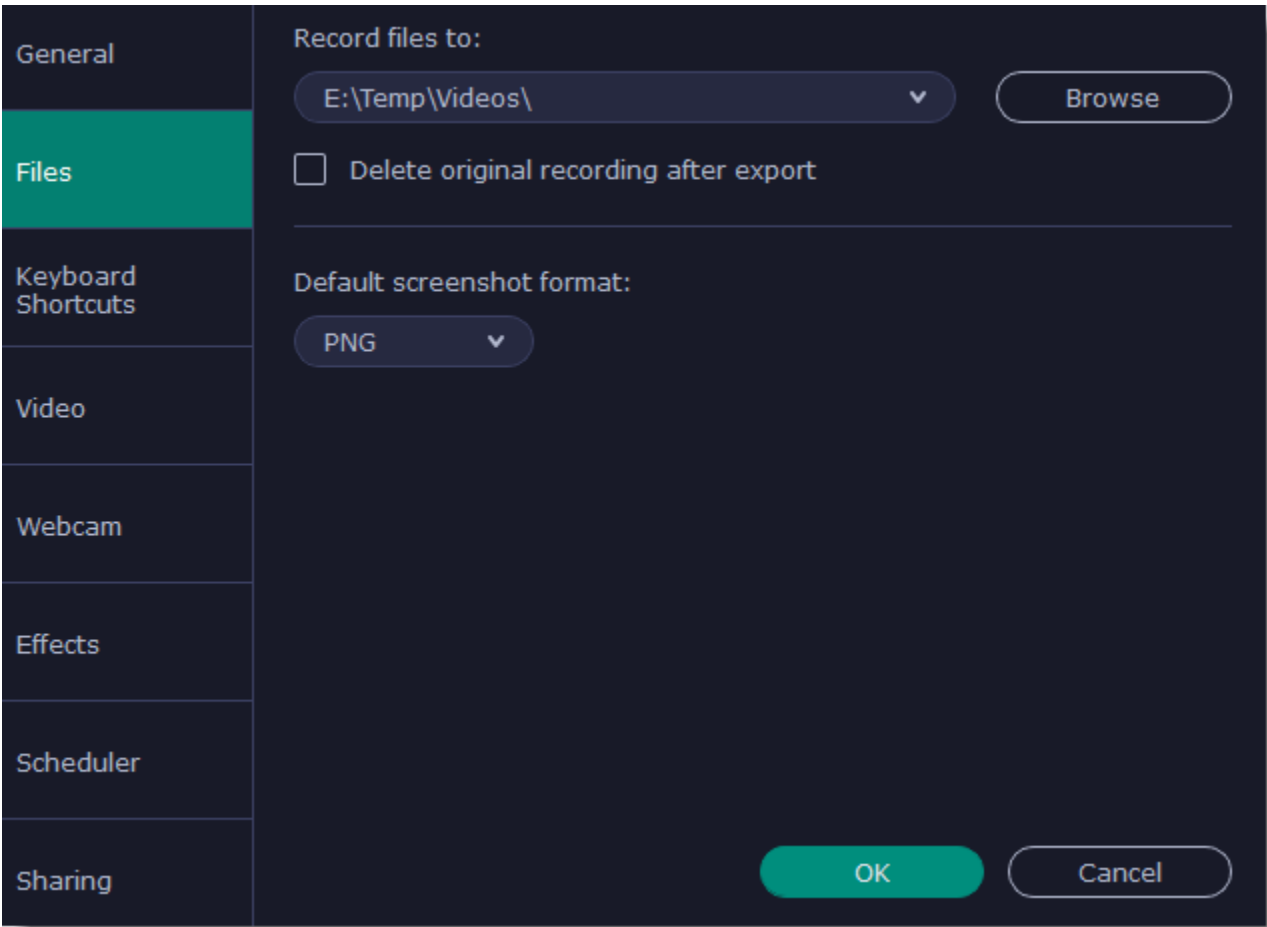 General
Files
Keyboard
Shortcuts
Video
Webcam
Effects
Scheduler
Sharing
Record files to:
E:\Temp\Videos\
Browse
Delete original recording after export
Default screenshot format:
PNG
OK
Cancel